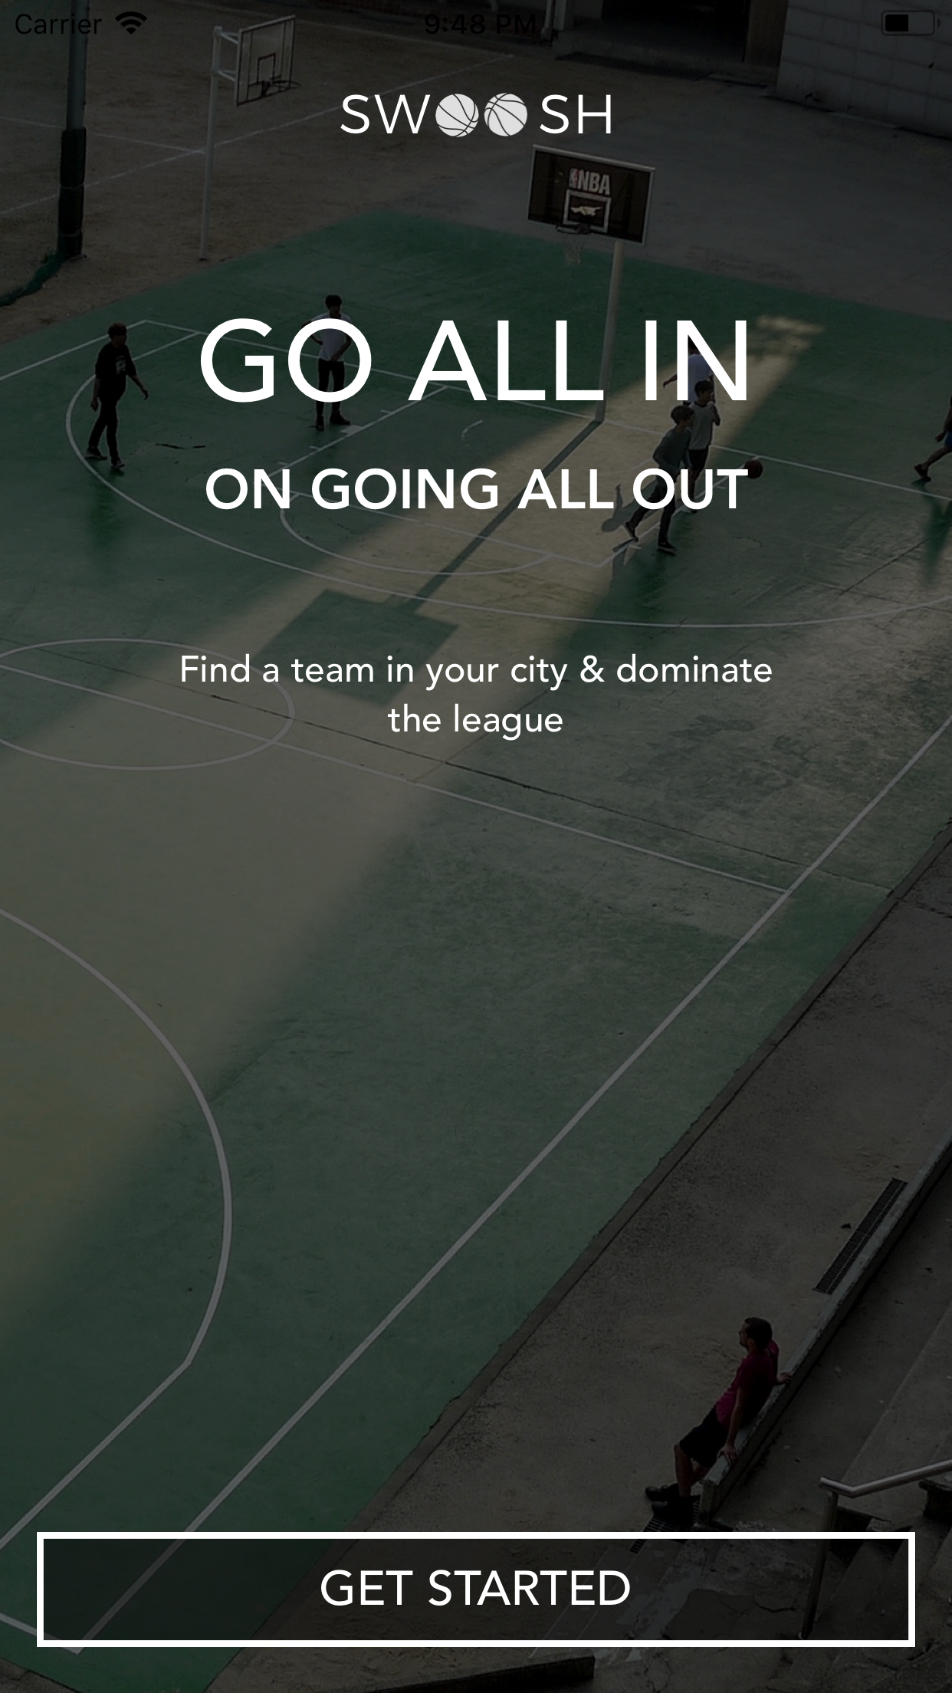 Carrier 9:48 PM
SWOOSH
NBA
GO ALL IN
ON GOING ALL OUT
Find a team in your city & dominate
the league
GET STARTED